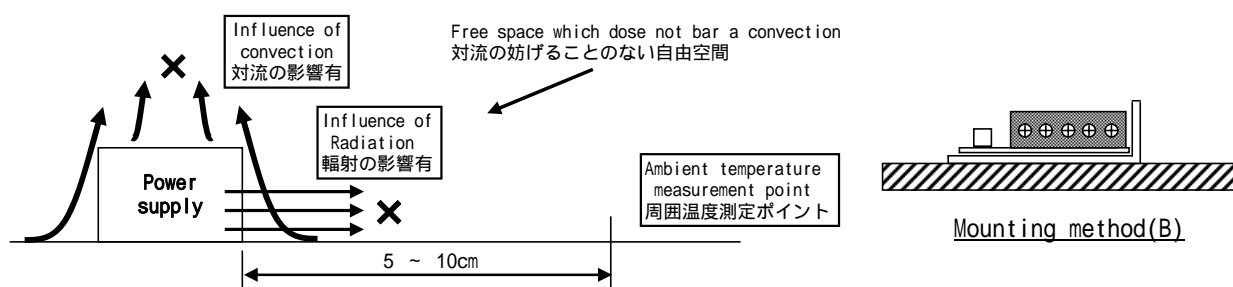 Influence of
convection
対流の影響有
Free space which dose not bar a convection
対流の妨げることのない自由空間
Influence of
Radiation
輻射の影響有
Power
supply
Ambient temperature
measurement point
周囲温度測定ポイント
5 ~ 10cm
Mounting method(B)